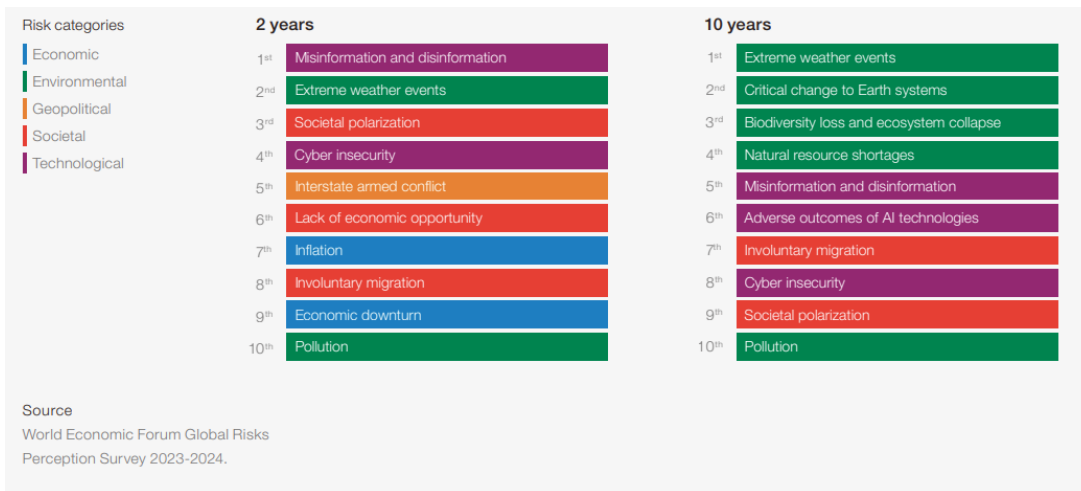 Risk categories
Economic
Environmental
Geopolitical
Societal
Technological
2 years
1st Misinformation and disinformation
2nd Extreme weather events
3rd Societal polarization
4th Cyber insecurity
5th Interstate armed conflict
6th Lack of economic opportunity
7th Inflation
8th Involuntary migration
9th Economic downturn
10th Pollution
10 years
1st Extreme weather events
2nd Critical change to Earth systems
3rd Biodiversity loss and ecosystem collapse
4th Natural resource shortages
5th Misinformation and disinformation
6th Adverse outcomes of AI technologies
7th Involuntary migration
8th Cyber insecurity
9th Societal polarization
10th Pollution
Source
World Economic Forum Global Risks
Perception Survey 2023-2024.